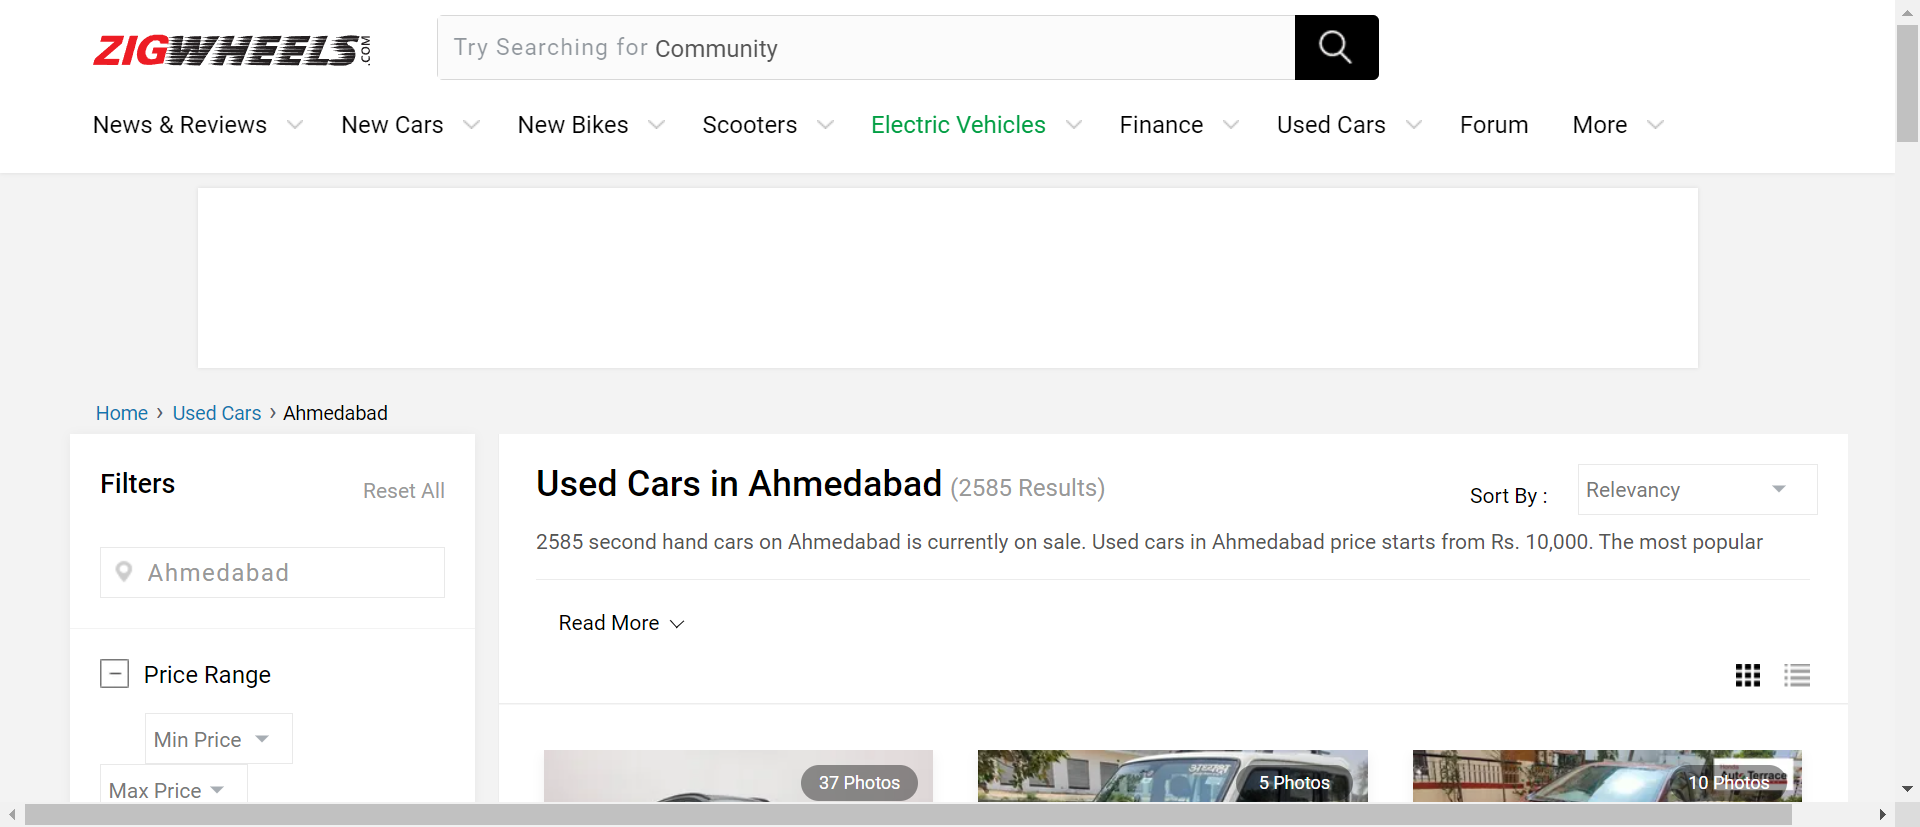 ZIGWHEELS.COM
Try Searching for Community
News & Reviews New Cars New Bikes Scooters Electric Vehicles Finance Used Cars Forum More
Home › Used Cars › Ahmedabad
Filters
Reset All
Ahmedabad
Price Range
Min Price
Max Price
Used Cars in Ahmedabad (2585 Results)
Sort By :
Relevancy
2585 second hand cars on Ahmedabad is currently on sale. Used cars in Ahmedabad price starts from Rs. 10,000. The most popular
Read More
37 Photos
5 Photos
10 Photos
Auto Terrace